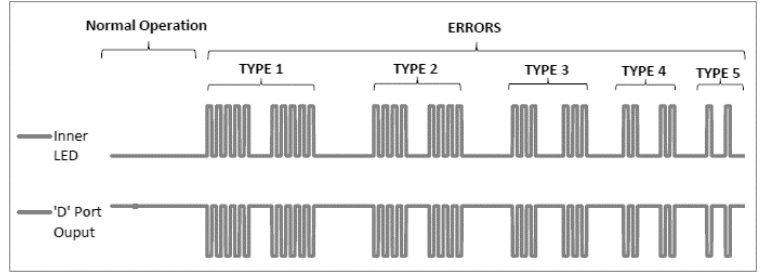 Normal Operation
ERRORS
TYPE 1
TYPE 2
TYPE 3
TYPE 4
TYPE 5
Inner
LED
'D' Port
Ouput